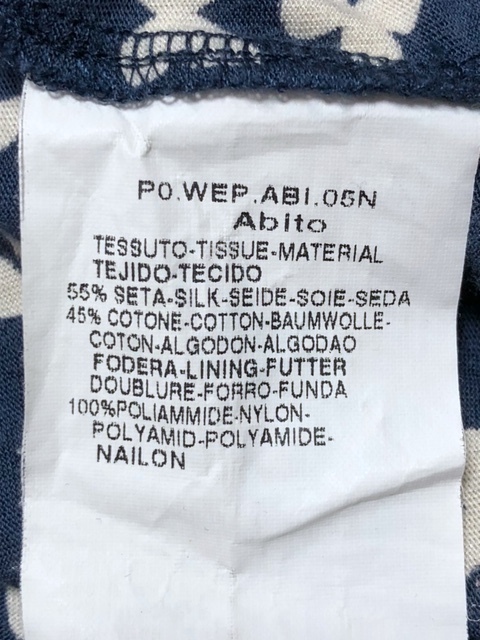 P0.WEP.ABI.05N
Abito
TESSUTO-TISSUE-MATERIAL
TEJIDO-TECIDO
55% SETA-SILK-SEIDE-SOIE-SEDA
45% COTONE-COTTON-BAUMWOLLE-
COTON-ALGODON-ALGODAO
FODERA-LINING-FUTTER
DOUBLURE-FORRO-FUNDA
100%POLIAMMIDE-NYLON-
POLYAMID-POLYAMIDE-
NAILON